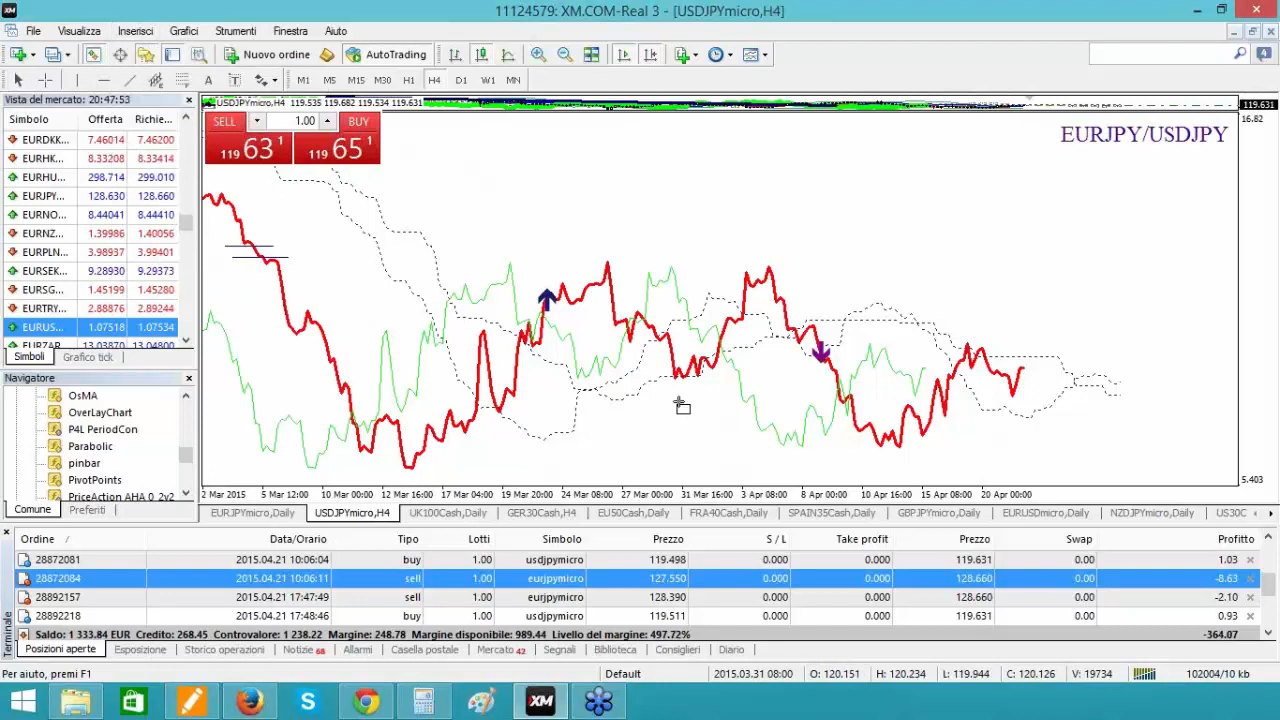 11124579: XM.COM-Real 3 - [USDJPYmicro,H4]
File Visualizza Inserisci Grafici Strumenti Finestra Aiuto
Nuovo ordine AutoTrading 4
A T M1 M5 M15 M30 H1 H4 D1 W1 MN
Vista del mercato: 20:47:53
Simbolo Offerta Richie...
EURDKK... 7.46014 7.46200
EURHK... 8.33208 8.33414
EURHU... 298.714 299.010
EURJPY... 128.630 128.660
EURNO... 8.44041 8.44410
EURNZ... 1.39986 1.40056
EURPLN... 3.98937 3.99401
EURSEK... 9.28930 9.29373
EURSG... 1.45199 1.45280
EURTRY... 2.88876 2.89244
EURUS... 1.07518 1.07534
EURZAR 13.03870 13.04800
Simboli Grafico tick
Navigatore
OsMA
OverLayChart
P4L PeriodCon
Parabolic
pinbar
PivotPoints
PriceAction AHA 0 2v2
Comune Preferiti
USDJPYmicro,H4 119.535 119.682 119.534 119.631
119.631
SELL 1.00 BUY
119 63 1 119 65 1
EURJPY/USDJPY
16.82
5.403
2 Mar 2015 5 Mar 12:00 10 Mar 00:00 12 Mar 16:00 17 Mar 04:00 19 Mar 20:00 24 Mar 08:00 27 Mar 00:00 31 Mar 16:00 3 Apr 08:00 8 Apr 00:00 10 Apr 16:00 15 Apr 08:00 20 Apr 00:00
EURJPYmicro,Daily USDJPYmicro,H4 UK100Cash,Daily GER30Cash,H4 EU50Cash,Daily FRA40Cash,Daily SPAIN35Cash,Daily GBPJPYmicro,Daily EURUSDmicro,Daily NZDJPYmicro,Daily US30C
Terminale
Ordine / Data/Orario Tipo Lotti Simbolo Prezzo S / L Take profit Prezzo Swap Profitto
28872081 2015.04.21 10:06:04 buy 1.00 usdjpymicro 119.498 0.000 0.000 119.631 0.00 1.03
28872084 2015.04.21 10:06:11 sell 1.00 eurjpymicro 127.550 0.000 0.000 128.660 0.00 -8.63
28892157 2015.04.21 17:47:49 sell 1.00 eurjpymicro 128.390 0.000 0.000 128.660 0.00 -2.10
28892218 2015.04.21 17:48:46 buy 1.00 usdjpymicro 119.511 0.000 0.000 119.631 0.00 0.93
Saldo: 1 333.84 EUR Credito: 268.45 Controvalore: 1 238.22 Margine: 248.78 Margine disponibile: 989.44 Livello del margine: 497.72% -364.07
Posizioni aperte Esposizione Storico operazioni Notizie 68 Allarmi Casella postale Mercato 42 Segnali Biblioteca Consiglieri Diario
Per aiuto, premi F1 Default 2015.03.31 08:00 O: 120.151 H: 120.234 L: 119.944 C: 120.126 V: 19734 102004/10 kb
XM